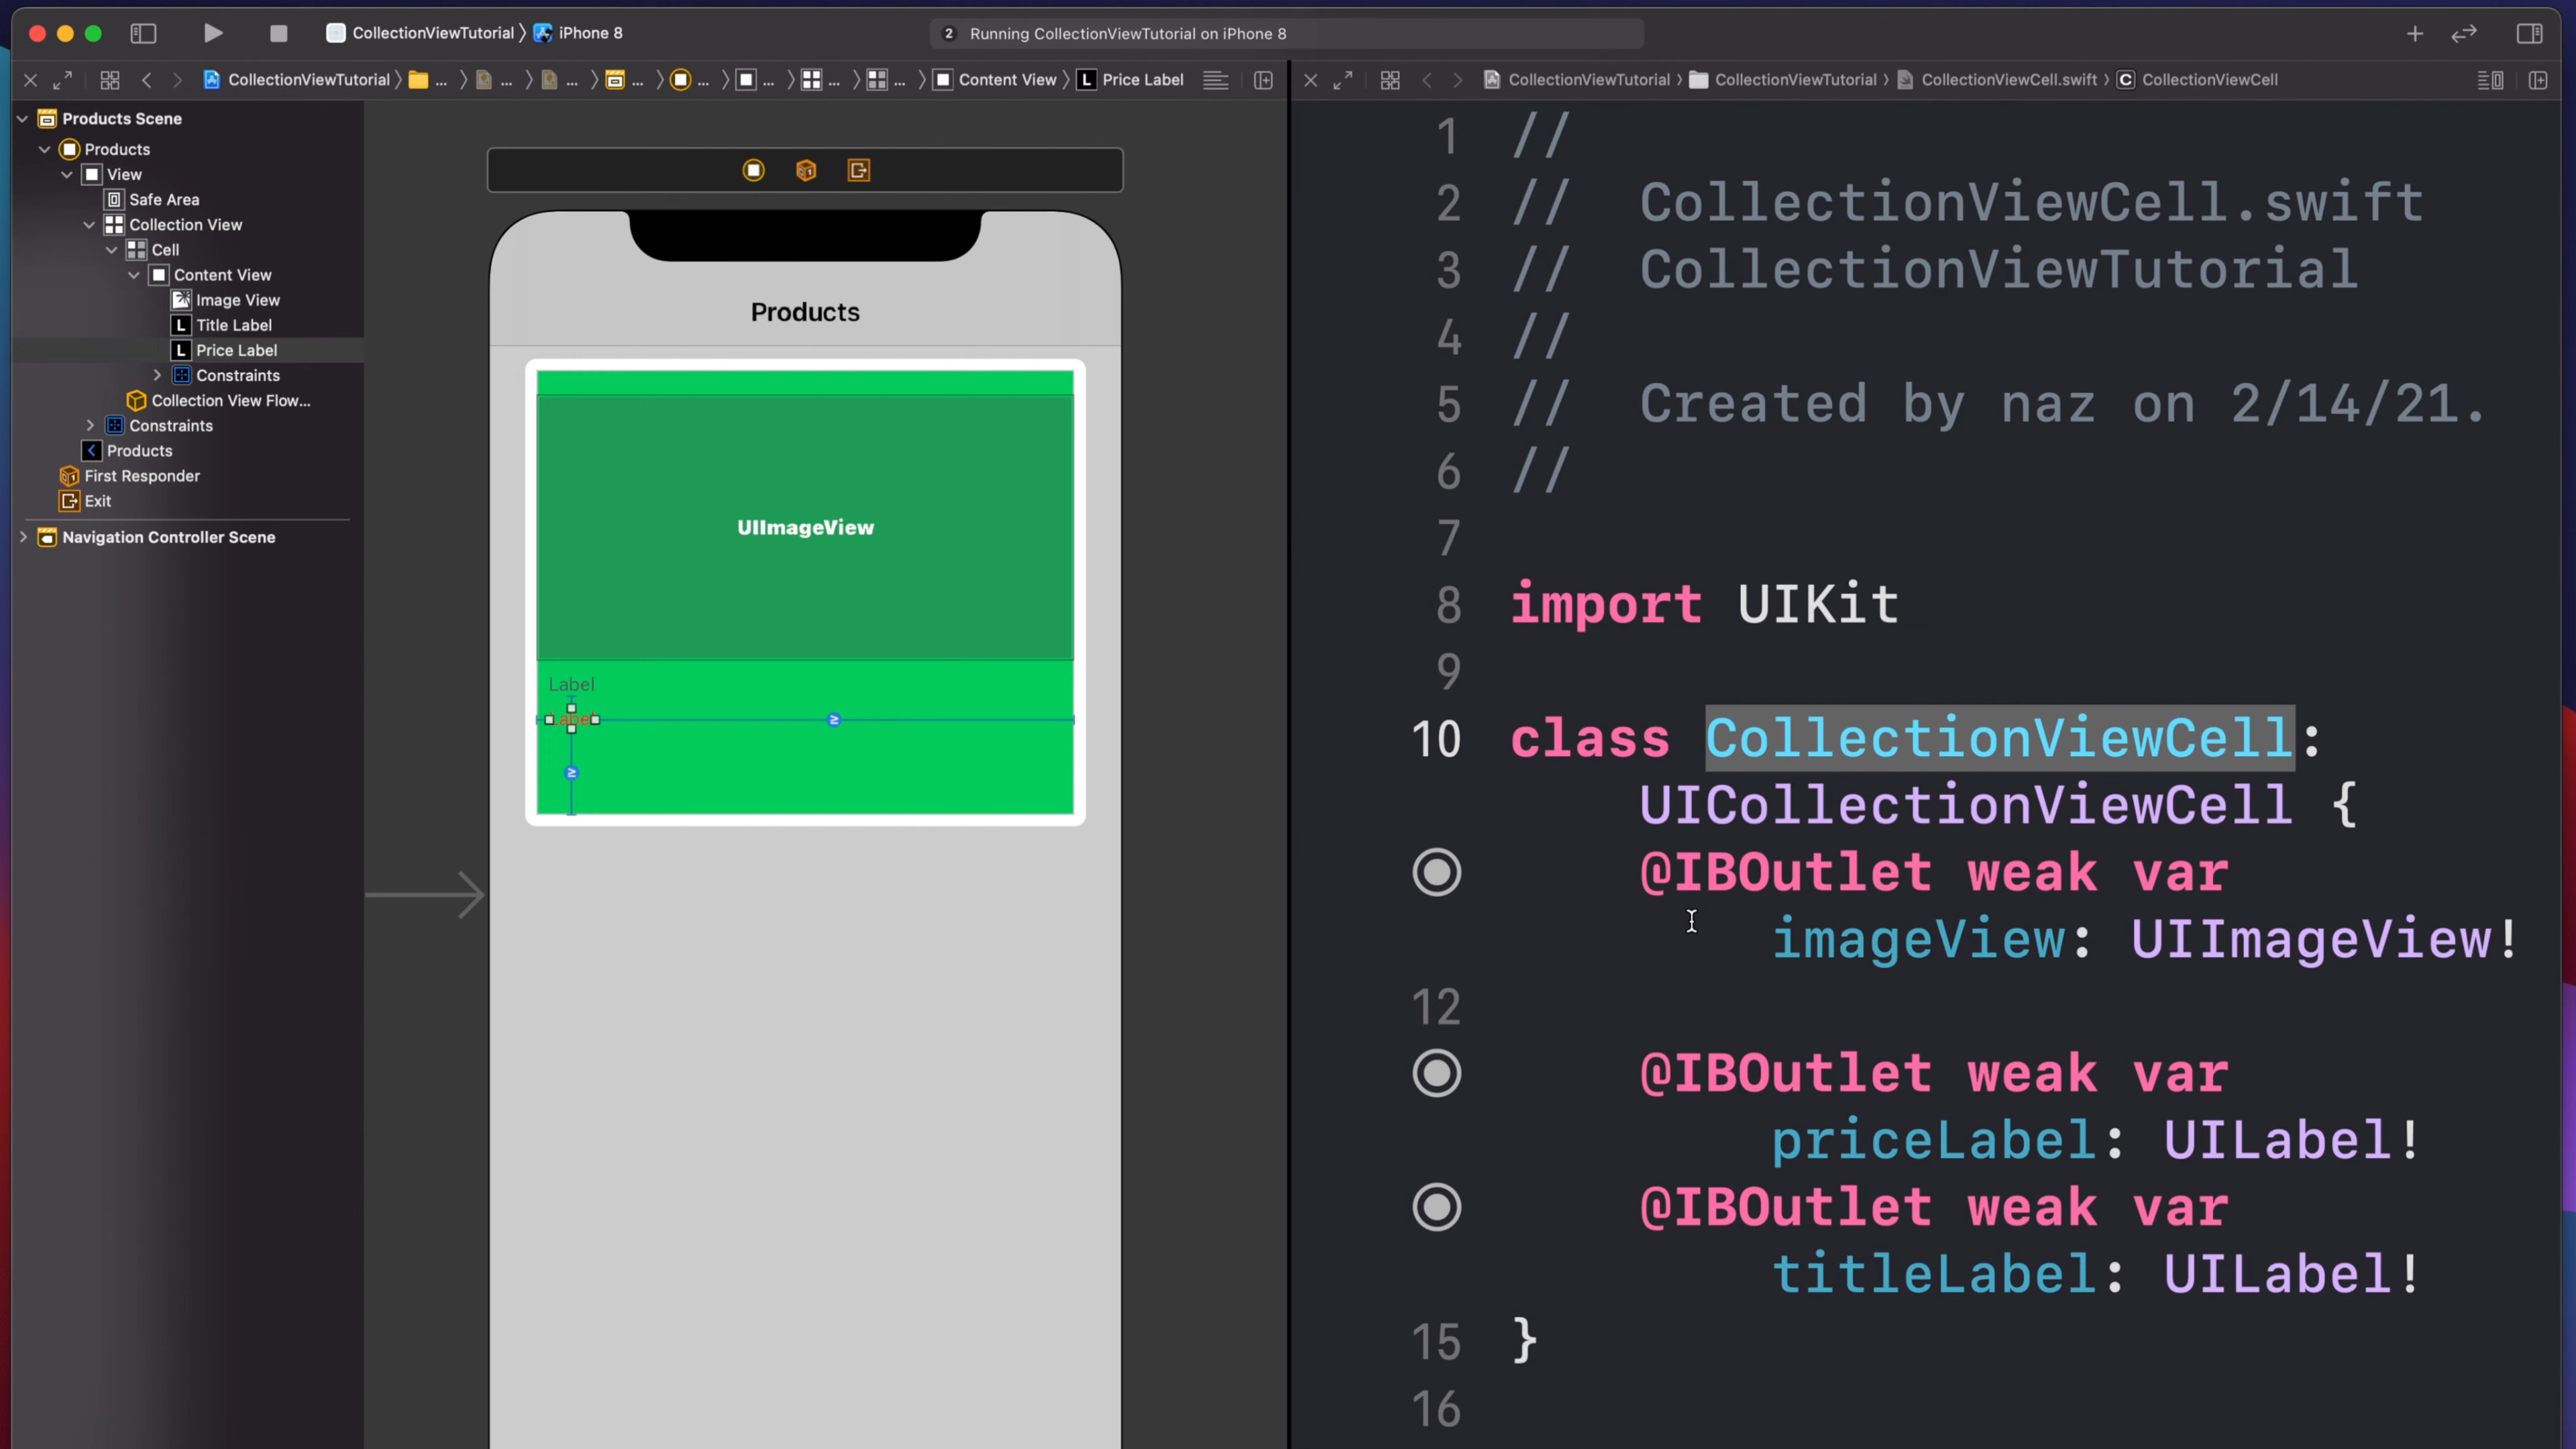 CollectionViewTutorial 〉 iPhone 8
2 Running CollectionViewTutorial on iPhone 8
CollectionViewTutorial 〉 ... 〉 ... 〉 ... 〉 ... 〉 ... 〉 ... 〉 ... 〉 ... 〉 Content View 〉 L Price Label
CollectionViewTutorial 〉 CollectionViewTutorial 〉 CollectionViewCell.swift 〉 C CollectionViewCell
Products Scene
Products
View
Safe Area
Collection View
Cell
Content View
Image View
L Title Label
L Price Label
Constraints
Collection View Flow...
Constraints
Products
First Responder
Exit
Navigation Controller Scene
Products
UIImageView
Label
Label
1 //
2 //  CollectionViewCell.swift
3 //  CollectionViewTutorial
4 //
5 //  Created by naz on 2/14/21.
6 //
7
8 import UIKit
9
10 class CollectionViewCell:
UICollectionViewCell {
@IBOutlet weak var
imageView: UIImageView!
12
@IBOutlet weak var
priceLabel: UILabel!
@IBOutlet weak var
titleLabel: UILabel!
15 }
16